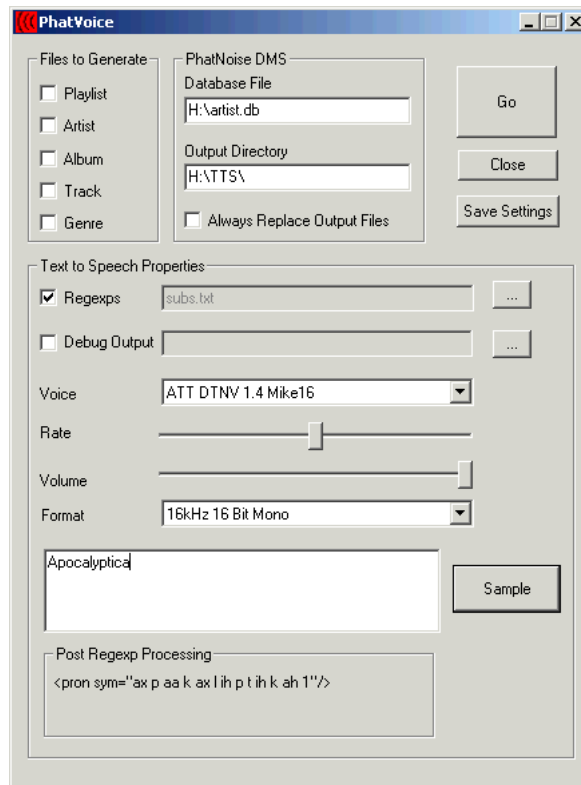 PhatVoice
Files to Generate
Playlist
Artist
Album
Track
Genre
PhatNoise DMS
Database File
H:\artist.db
Output Directory
H:\TTS\
Always Replace Output Files
Go
Close
Save Settings
Text to Speech Properties
Regexps subs.txt ...
Debug Output ...
Voice ATT DTNV 1.4 Mike16
Rate
Volume
Format 16kHz 16 Bit Mono
Apocalyptica
Sample
Post Regexp Processing
<pron sym="ax p aa k ax l ih p t ih k ah 1"/>